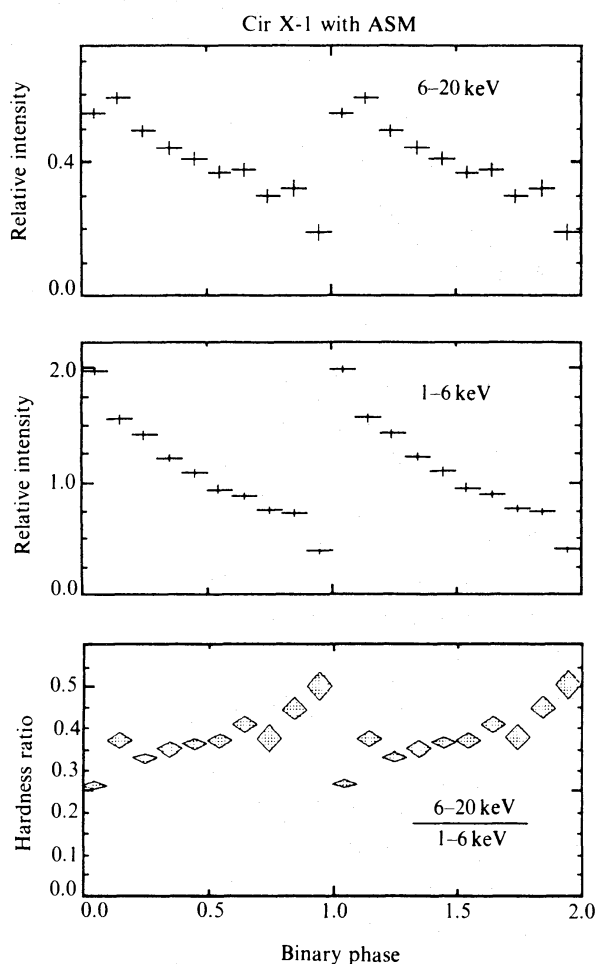 Cir X-1 with ASM
Relative intensity
6–20 keV
0.4
0.0
Relative intensity
2.0
1–6 keV
1.0
0.0
Hardness ratio
0.5
0.4
0.3
0.2
0.1
0.0
6–20 keV
1–6 keV
0.0 0.5 1.0 1.5 2.0
Binary phase